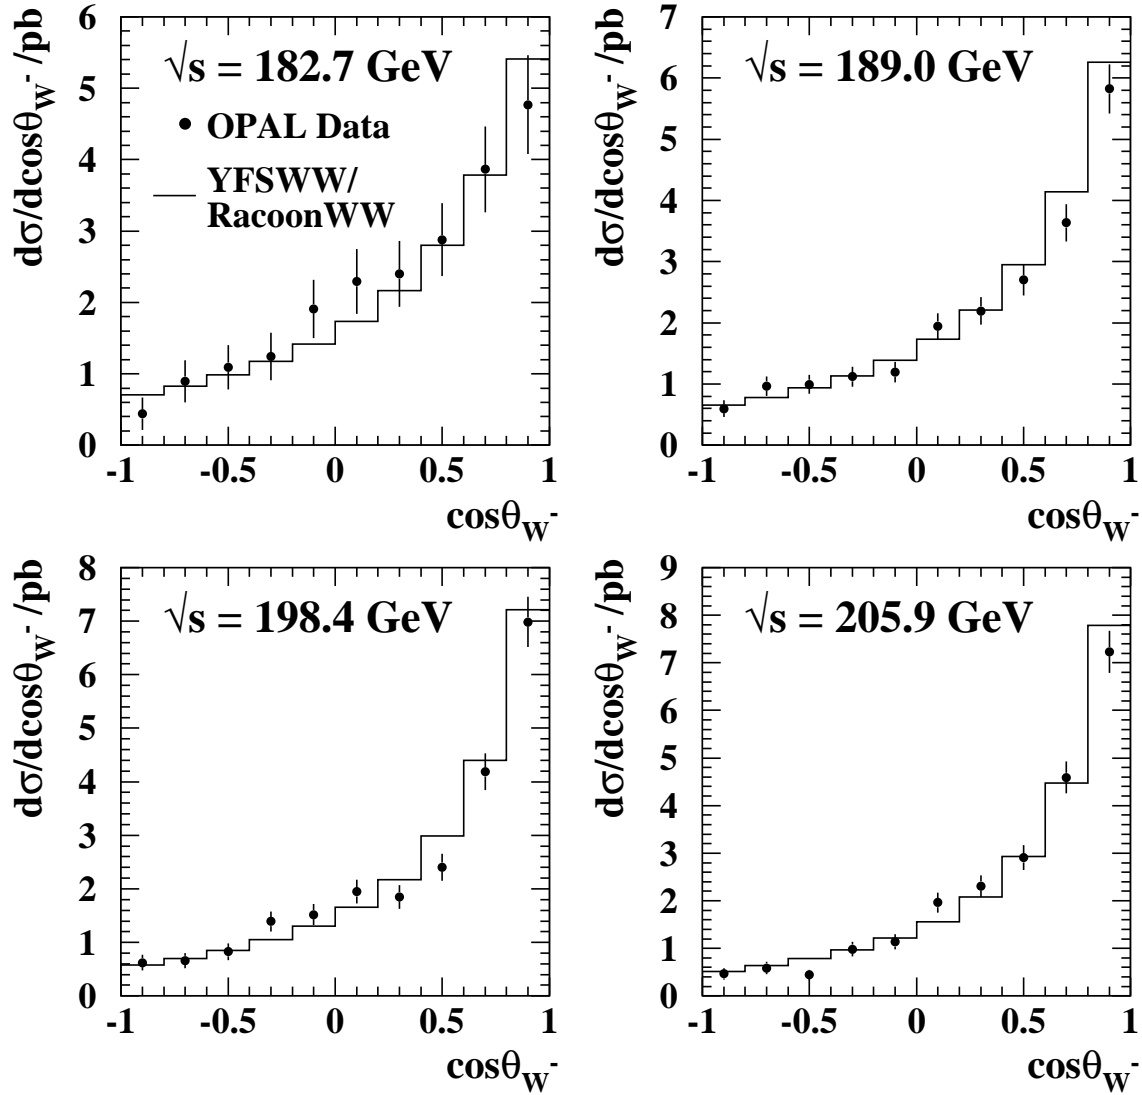 dσ/dcosθW- /pb
√s = 182.7 GeV
OPAL Data
YFSWW/
RacoonWW
6
5
4
3
2
1
0
-1 -0.5 0 0.5 1
cosθW-
dσ/dcosθW- /pb
√s = 189.0 GeV
7
6
5
4
3
2
1
0
-1 -0.5 0 0.5 1
cosθW-
dσ/dcosθW- /pb
√s = 198.4 GeV
8
7
6
5
4
3
2
1
0
-1 -0.5 0 0.5 1
cosθW-
dσ/dcosθW- /pb
√s = 205.9 GeV
9
8
7
6
5
4
3
2
1
0
-1 -0.5 0 0.5 1
cosθW-